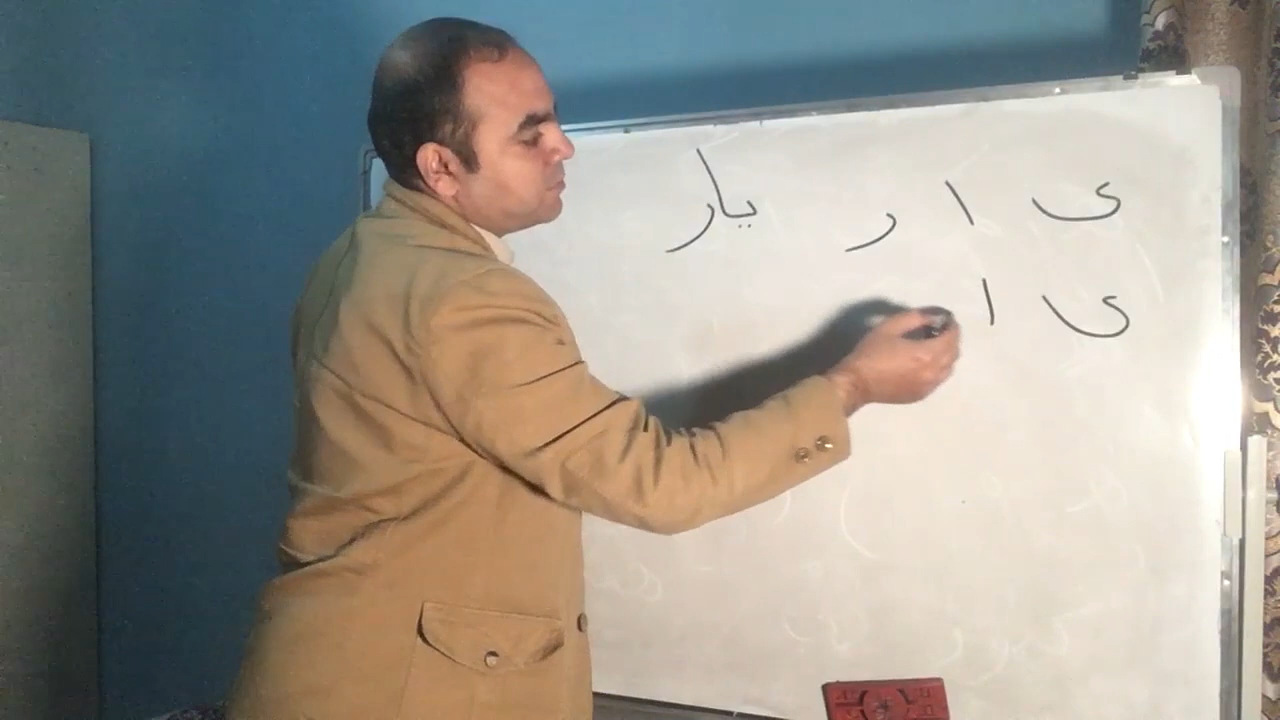 ی ا ر یار
ی ا